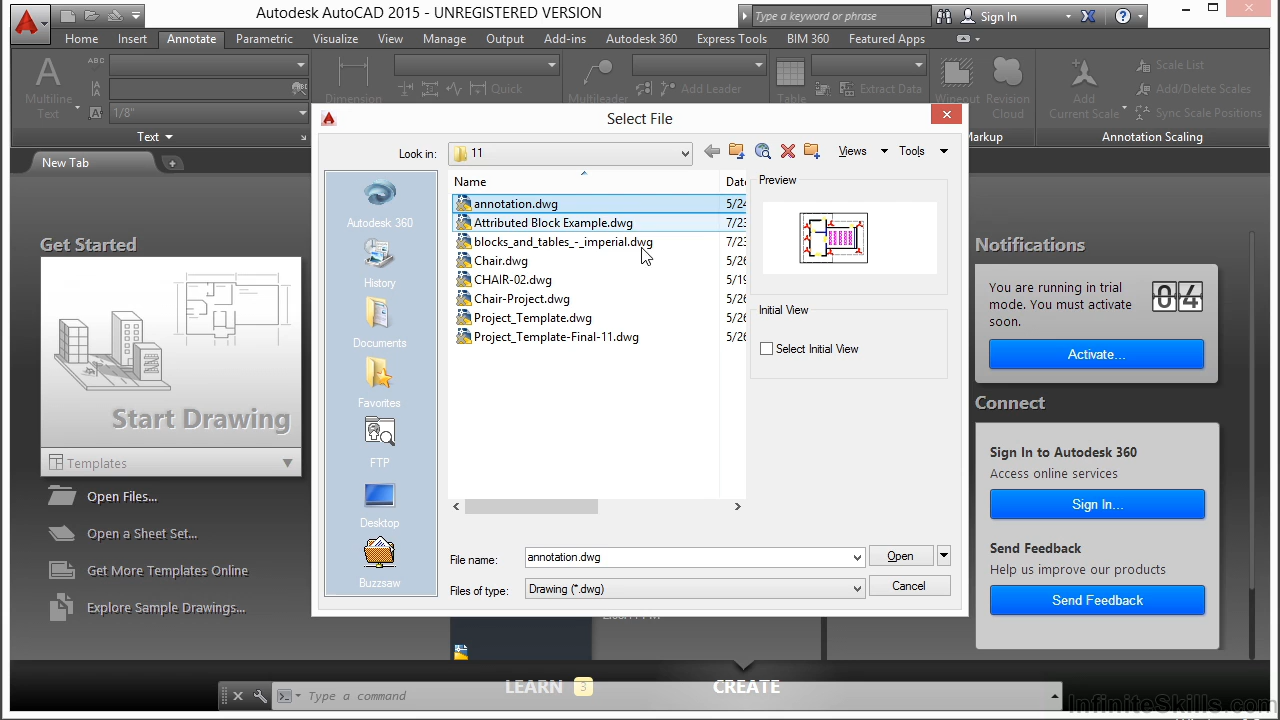 Autodesk AutoCAD 2015 - UNREGISTERED VERSION
Type a keyword or phrase
Sign In
Home Insert Annotate Parametric Visualize View Manage Output Add-ins Autodesk 360 Express Tools BIM 360 Featured Apps
Multiline
Text
ABC
1/8"
Text
Dimension
Quick
Multileader
Add Leader
Table
Extract Data
Wipeout
Revision
Cloud
Markup
Add
Current Scale
Scale List
Add/Delete Scales
Sync Scale Positions
Annotation Scaling
New Tab
Select File
Look in:
11
Views
Tools
Autodesk 360
History
Documents
Favorites
FTP
Desktop
Buzzsaw
Name
annotation.dwg 5/24
Attributed Block Example.dwg 7/23
blocks_and_tables_-_imperial.dwg 7/23
Chair.dwg 5/26
CHAIR-02.dwg 5/19
Chair-Project.dwg 5/26
Project_Template.dwg 5/26
Project_Template-Final-11.dwg 5/26
Preview
Initial View
Select Initial View
File name:
annotation.dwg
Open
Files of type:
Drawing (*.dwg)
Cancel
Get Started
Start Drawing
Templates
Open Files...
Open a Sheet Set...
Get More Templates Online
Explore Sample Drawings...
Notifications
You are running in trial
mode. You must activate
soon.
04
Activate...
Connect
Sign In to Autodesk 360
Access online services
Sign In...
Send Feedback
Help us improve our products
Send Feedback
LEARN 3
CREATE
Type a command
InfiniteSkills.com